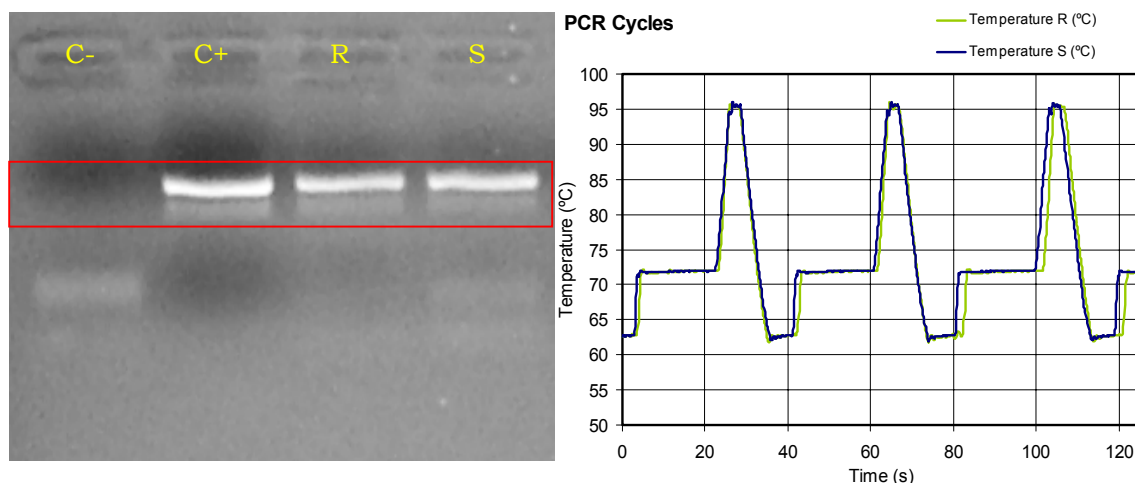 C- C+ R S
PCR Cycles
Temperature R (ºC)
Temperature S (ºC)
100
95
90
85
80
75
70
65
60
55
50
Temperature (ºC)
0 20 40 60 80 100 120
Time (s)